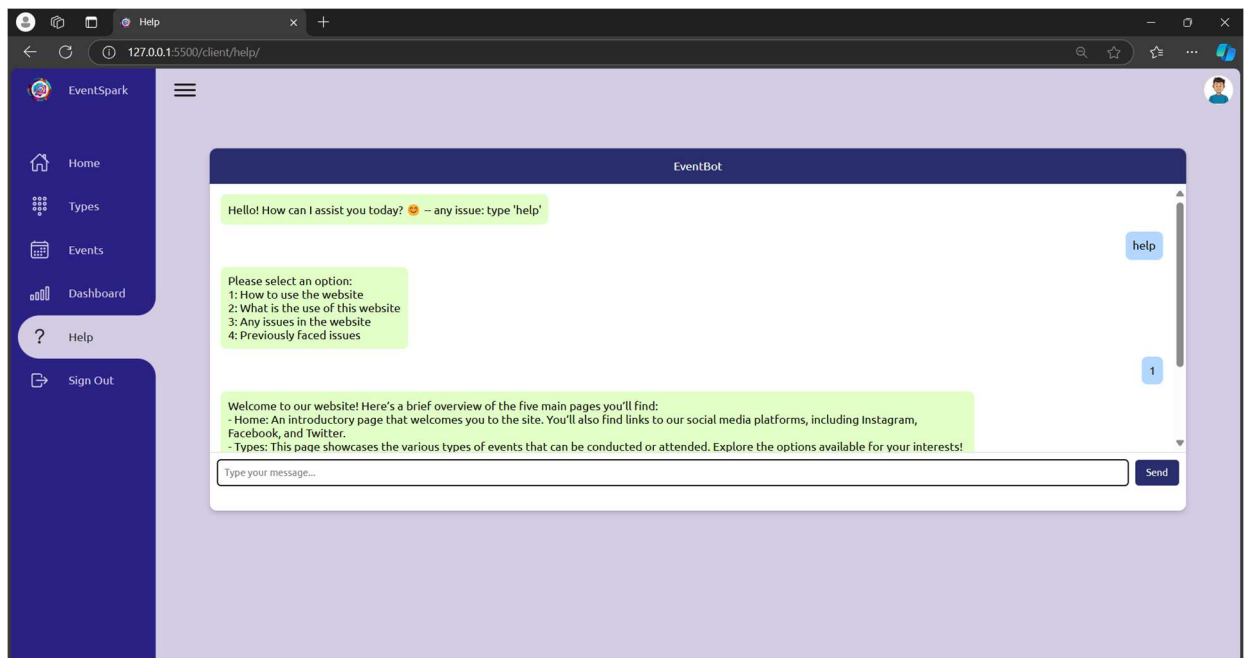 Help
127.0.0.1:5500/client/help/
EventSpark
Home
Types
Events
Dashboard
? Help
Sign Out
EventBot
Hello! How can I assist you today? 😊 -- any issue: type 'help'
help
Please select an option:
1: How to use the website
2: What is the use of this website
3: Any issues in the website
4: Previously faced issues
1
Welcome to our website! Here's a brief overview of the five main pages you'll find:
- Home: An introductory page that welcomes you to the site. You'll also find links to our social media platforms, including Instagram,
Facebook, and Twitter.
- Types: This page showcases the various types of events that can be conducted or attended. Explore the options available for your interests!
Type your message...
Send